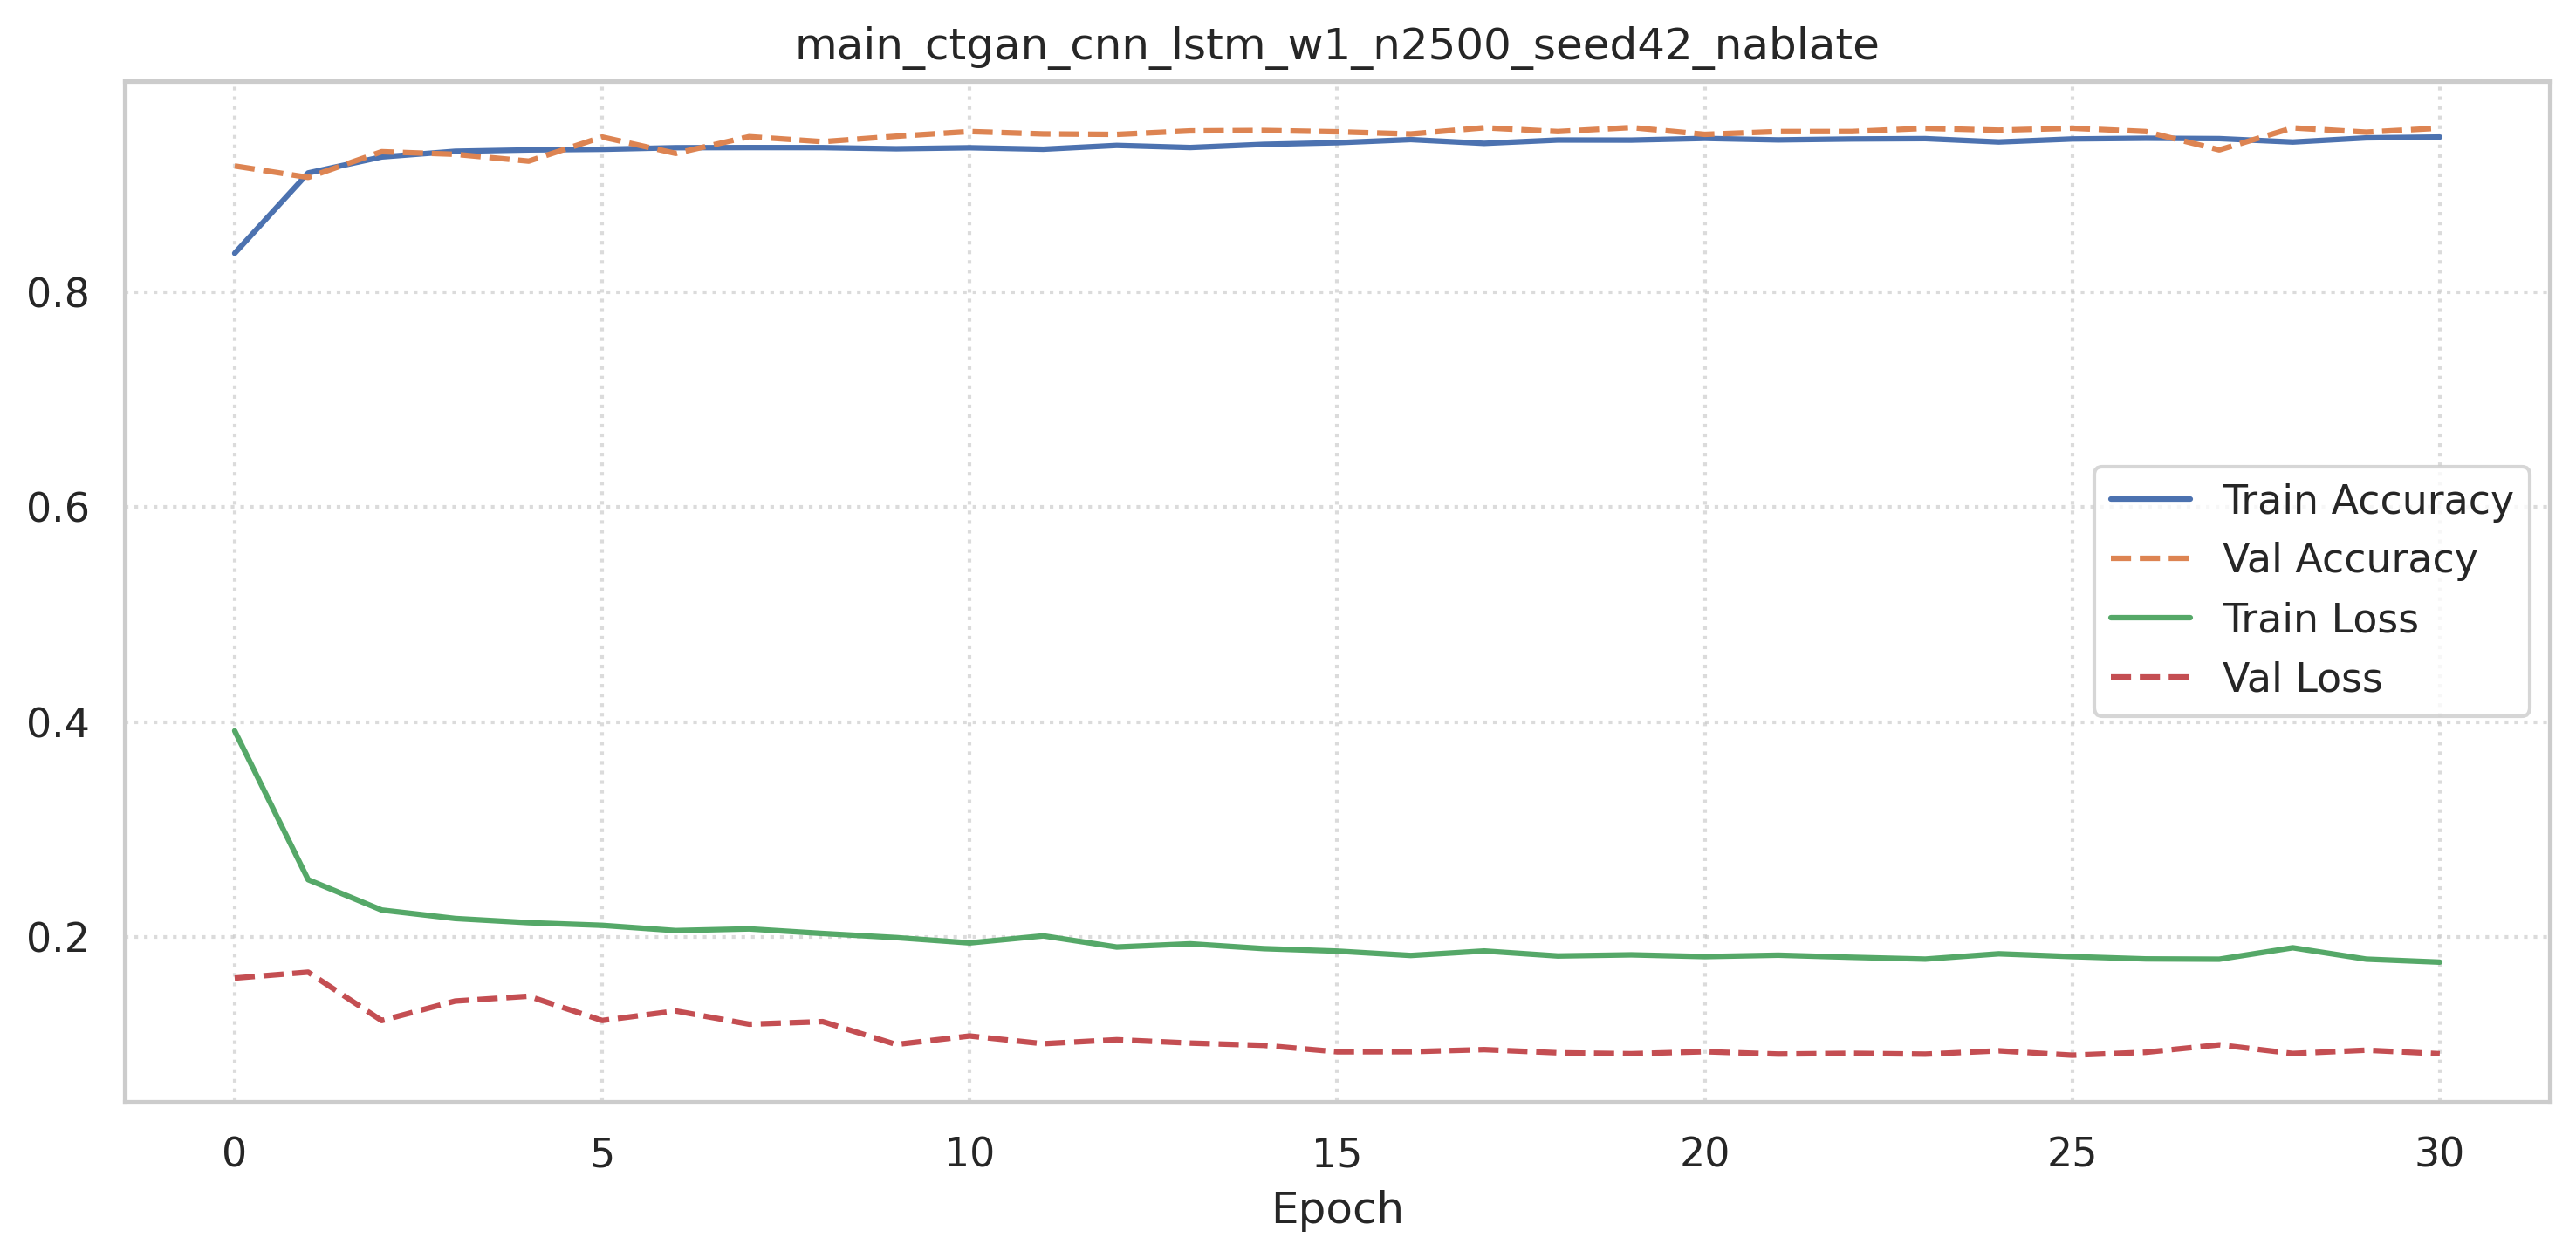 main_ctgan_cnn_lstm_w1_n2500_seed42_nablate
0.8
0.6
0.4
0.2
Train Accuracy
Val Accuracy
Train Loss
Val Loss
0 5 10 15 20 25 30
Epoch